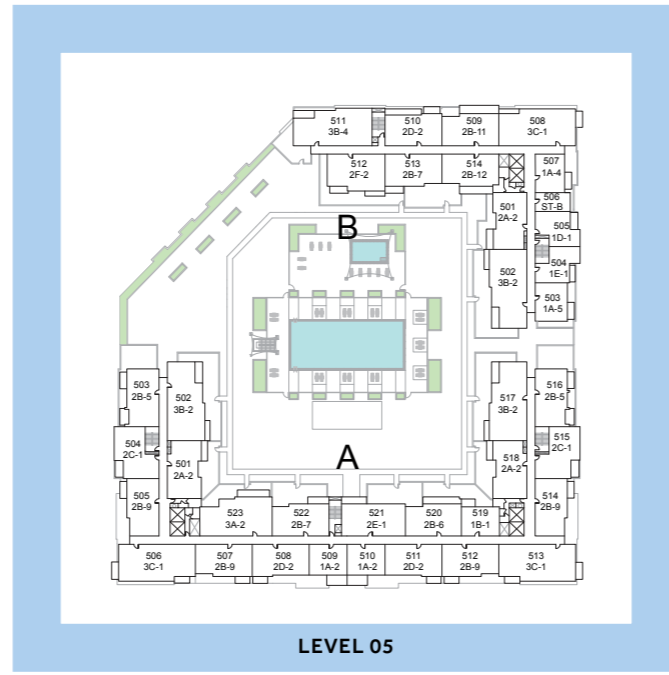 511
3B-4
510
2D-2
509
2B-11
508
3C-1
512
2F-2
513
2B-7
514
2B-12
507
1A-4
506
ST-B
501
2A-2
505
1D-1
B
502
3B-2
504
1E-1
503
1A-5
503
2B-5
502
3B-2
517
3B-2
516
2B-5
504
2C-1
501
2A-2
A
518
2A-2
515
2C-1
505
2B-9
514
2B-9
523
3A-2
522
2B-7
521
2E-1
520
2B-6
519
1B-1
506
3C-1
507
2B-9
508
2D-2
509
1A-2
510
1A-2
511
2D-2
512
2B-9
513
3C-1
LEVEL 05